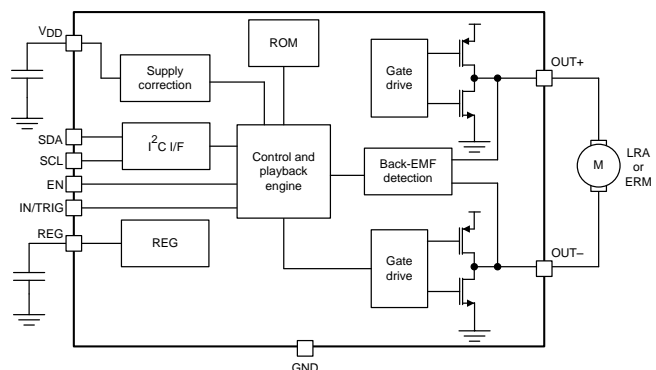 VDD
Supply
correction
ROM
Gate
drive
OUT+
SDA
SCL
I2C I/F
EN
IN/TRIG
Control and
playback
engine
Back-EMF
detection
M
LRA
or
ERM
REG
REG
Gate
drive
OUT–
GND